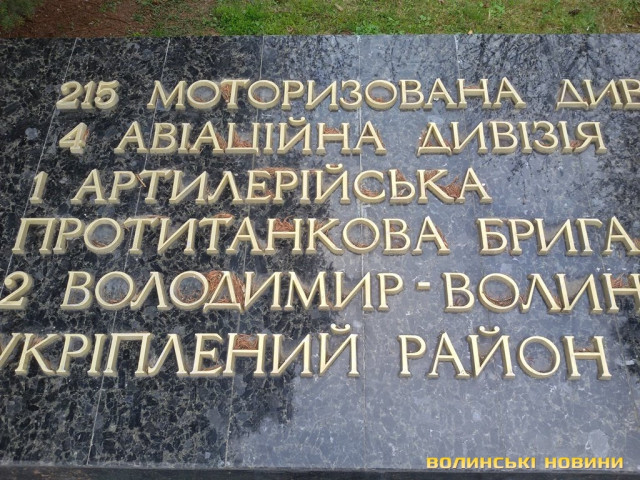 215 МОТОРИЗОВАНА ДИВ
4 АВІАЦІЙНА ДИВІЗІЯ
1 АРТИЛЕРІЙСЬКА
ПРОТИТАНКОВА БРИГА
2 ВОЛОДИМИР-ВОЛИН
УКРІПЛЕНИЙ РАЙОН
ВОЛИНСЬКІ НОВИНИ